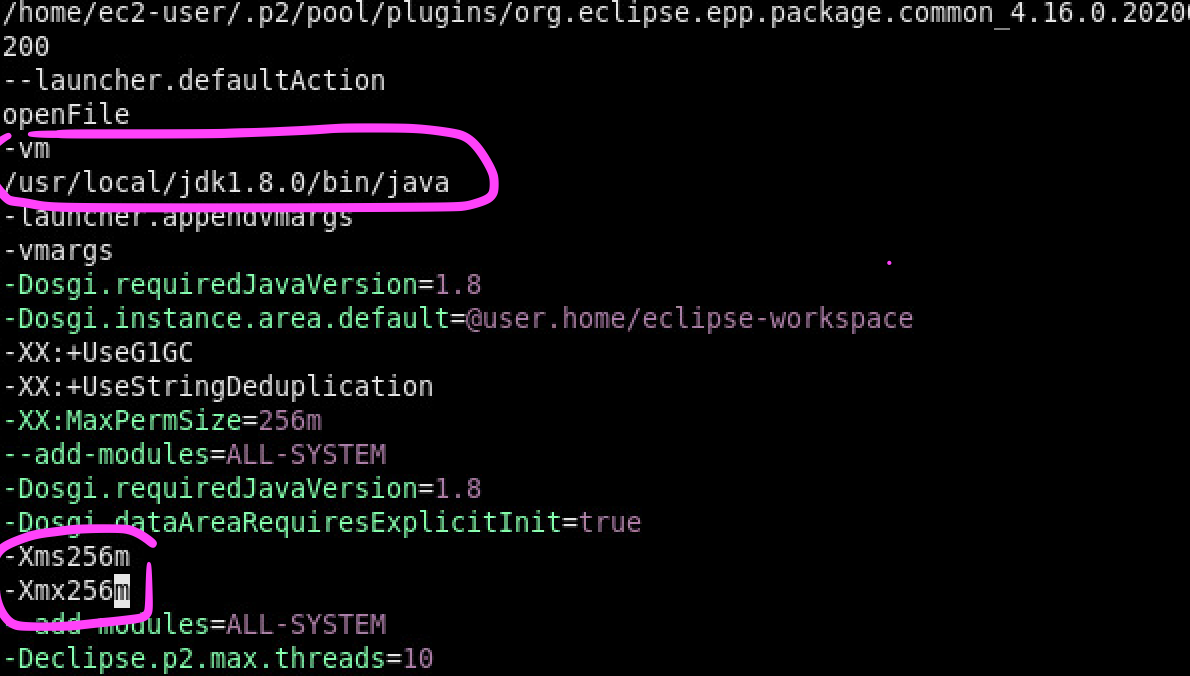 /home/ec2-user/.p2/pool/plugins/org.eclipse.epp.package.common_4.16.0.20200
200
--launcher.defaultAction
openFile
-vm
/usr/local/jdk1.8.0/bin/java
-launcher.appendvmargs
-vmargs
-Dosgi.requiredJavaVersion=1.8
-Dosgi.instance.area.default=@user.home/eclipse-workspace
-XX:+UseG1GC
-XX:+UseStringDeduplication
-XX:MaxPermSize=256m
--add-modules=ALL-SYSTEM
-Dosgi.requiredJavaVersion=1.8
-Dosgi.dataAreaRequiresExplicitInit=true
-Xms256m
-Xmx256m
--add-modules=ALL-SYSTEM
-Declipse.p2.max.threads=10